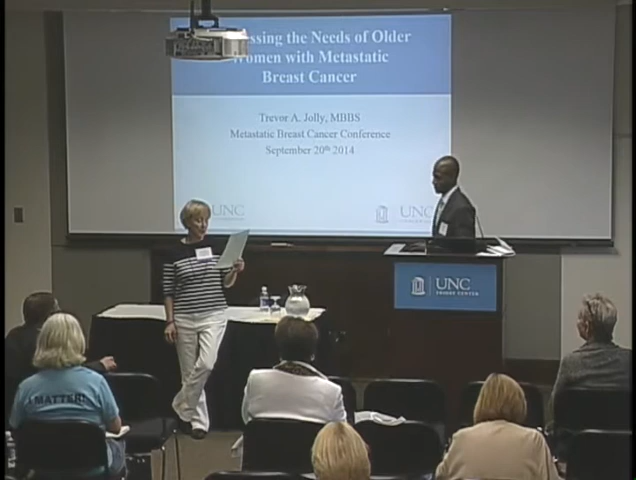 ssing the Needs of Older
Women with Metastatic
Breast Cancer
Trevor A. Jolly, MBBS
Metastatic Breast Cancer Conference
September 20th 2014
UNC
UNC
UNC
FRIDAY CENTER
I MATTER!